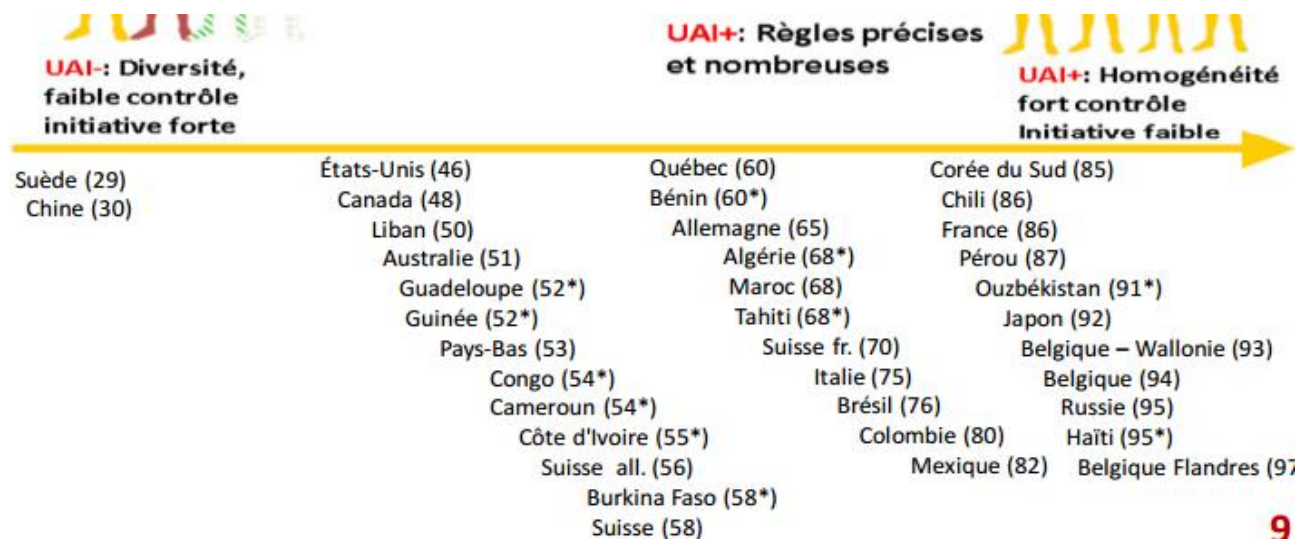 UAI-: Diversité,
faible contrôle
initiative forte
UAI+: Règles précises
et nombreuses
UAI+: Homogénéité
fort contrôle
Initiative faible
Suède (29)
Chine (30)
États-Unis (46)
Canada (48)
Liban (50)
Australie (51)
Guadeloupe (52*)
Guinée (52*)
Pays-Bas (53)
Congo (54*)
Cameroun (54*)
Côte d'Ivoire (55*)
Suisse all. (56)
Burkina Faso (58*)
Suisse (58)
Québec (60)
Bénin (60*)
Allemagne (65)
Algérie (68*)
Maroc (68)
Tahiti (68*)
Suisse fr. (70)
Italie (75)
Brésil (76)
Colombie (80)
Mexique (82)
Corée du Sud (85)
Chili (86)
France (86)
Pérou (87)
Ouzbékistan (91*)
Japon (92)
Belgique – Wallonie (93)
Belgique (94)
Russie (95)
Haïti (95*)
Belgique Flandres (97
9